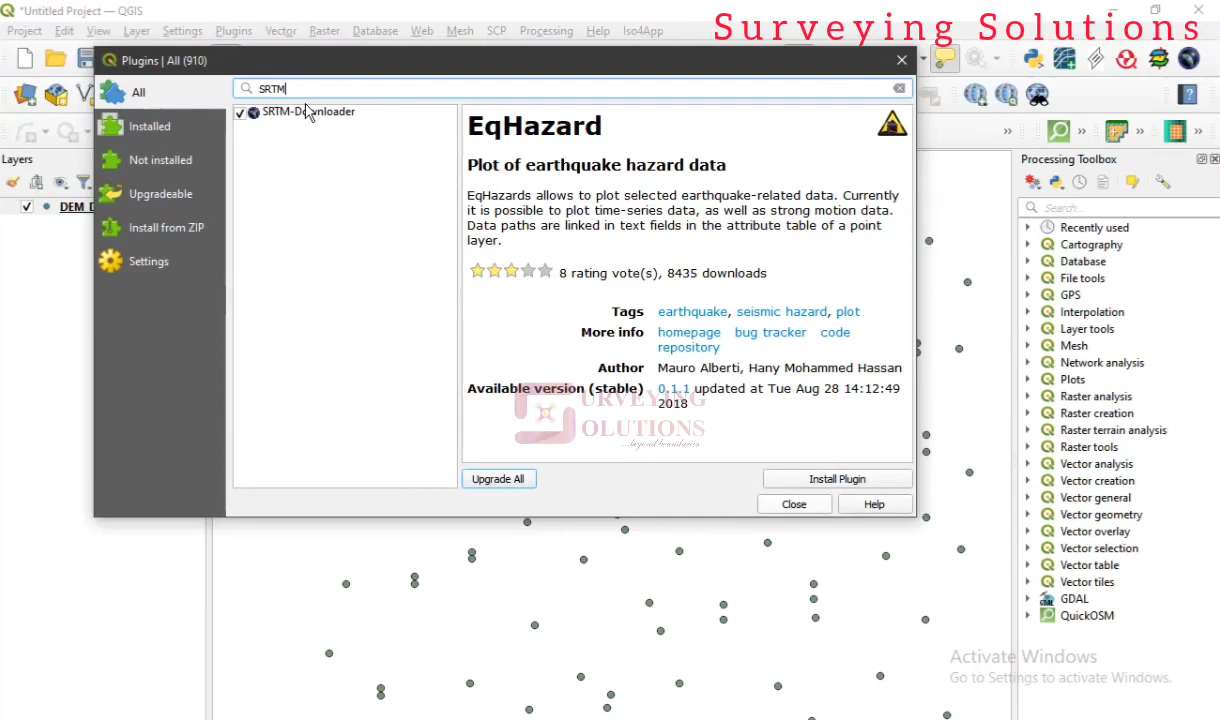 *Untitled Project — QGIS
Surveying Solutions
Project Edit View Layer Settings Plugins Vector Raster Database Web Mesh SCP Processing Help Iso4App
Plugins | All (910)
All
SRTM
Installed
Not installed
Upgradeable
Install from ZIP
Settings
SRTM-Downloader
EqHazard
Plot of earthquake hazard data
EqHazards allows to plot selected earthquake-related data. Currently
it is possible to plot time-series data, as well as strong motion data.
Data paths are linked in text fields in the attribute table of a point
layer.
8 rating vote(s), 8435 downloads
Tags earthquake, seismic hazard, plot
More info homepage bug tracker code
repository
Author Mauro Alberti, Hany Mohammed Hassan
Available version (stable) 0.1.1 updated at Tue Aug 28 14:12:49
2018
URVEYING
OLUTIONS
...beyond boundaries
Upgrade All
Install Plugin
Close
Help
Layers
Processing Toolbox
Search...
Recently used
Cartography
Database
File tools
GPS
Interpolation
Layer tools
Mesh
Network analysis
Plots
Raster analysis
Raster creation
Raster terrain analysis
Raster tools
Vector analysis
Vector creation
Vector general
Vector geometry
Vector overlay
Vector selection
Vector table
Vector tiles
GDAL
QuickOSM
Activate Windows
Go to Settings to activate Windows.